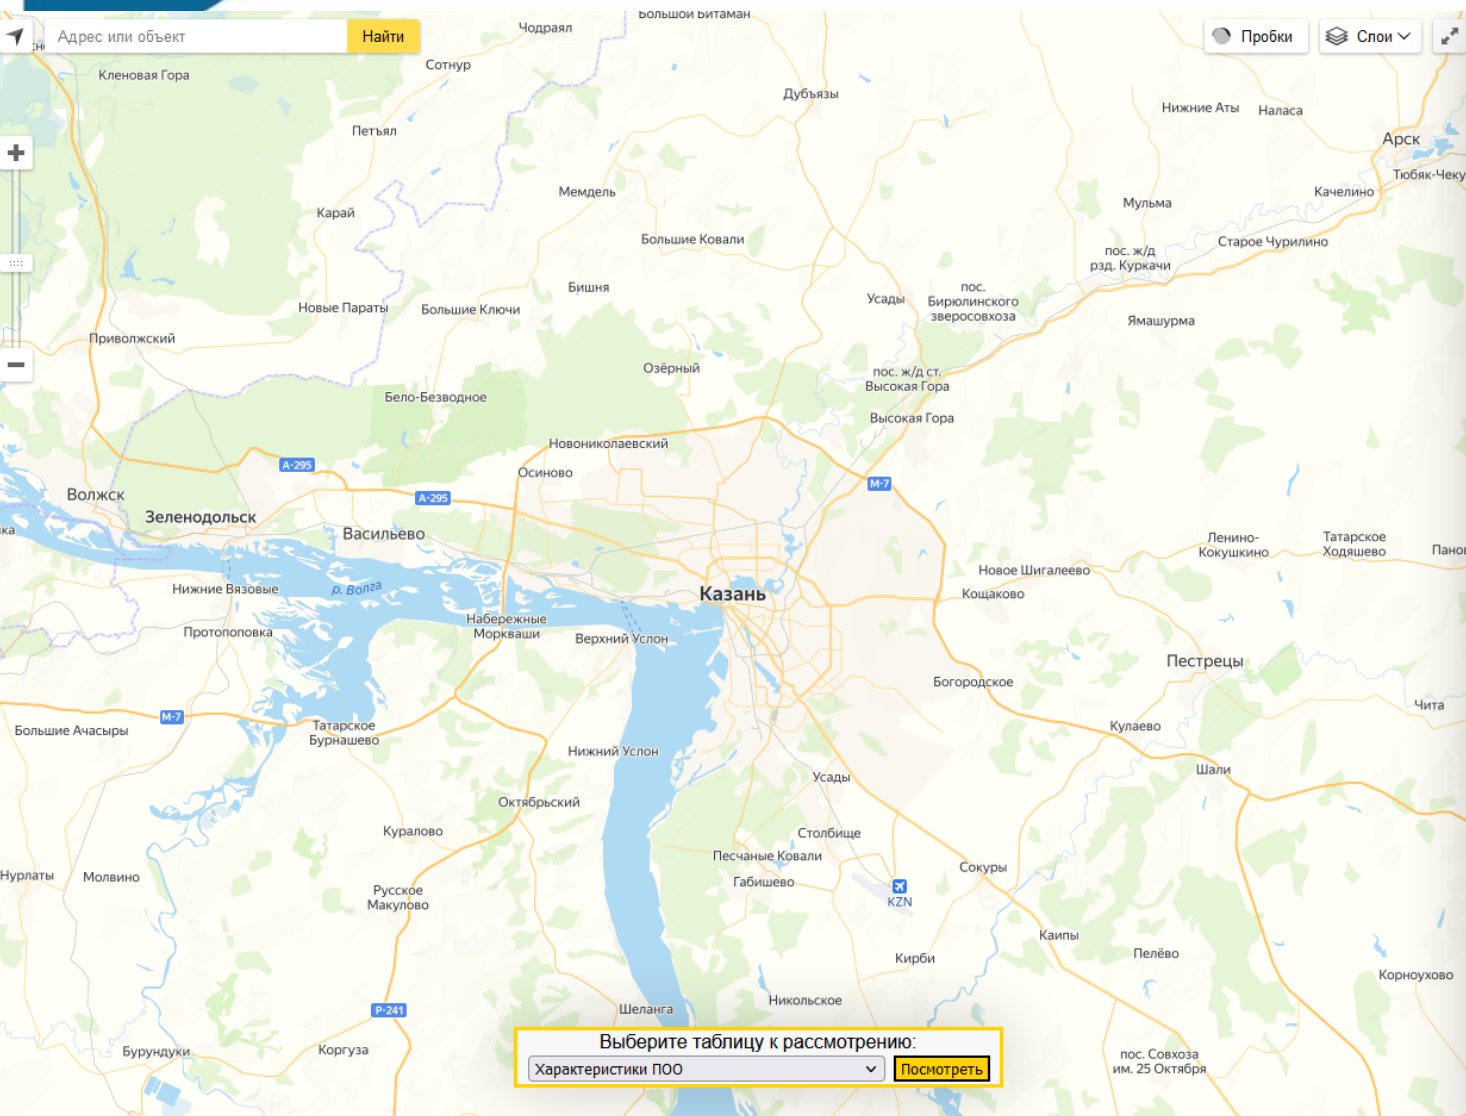 Большой Битаман
Чодраял
Адрес или объект
Найти
Пробки
Слои
Сотнур
Кленовая Гора
Дубъязы
Нижние Аты
Наласа
Петъял
Арск
Тюбяк-Чеку
Мемдель
Качелино
Мульма
Карай
Большие Ковали
Старое Чурилино
пос. ж/д
рзд. Куркачи
Бишня
пос.
Бирюлинского
зверосовхоза
Усады
Новые Параты
Большие Ключи
Ямашурма
Приволжский
Озёрный
пос. ж/д ст.
Высокая Гора
Бело-Безводное
Высокая Гора
Новониколаевский
А-295
Осиново
М-7
Волжск
А-295
Зеленодольск
Васильево
ка
Ленино-
Кокушкино
Татарское
Ходяшево
Пано
Новое Шигалеево
Нижние Вязовые
р. Волга
Казань
Кощаково
Набережные
Моркваши
Протопоповка
Верхний Услон
Пестрецы
Богородское
Чита
М-7
Большие Ачасыры
Татарское
Бурнашево
Кулаево
Нижний Услон
Шали
Усады
Октябрьский
Куралово
Столбище
Песчаные Ковали
Сокуры
Нурлаты
Молвино
Габишево
Русское
Макулово
KZN
Каипы
Пелёво
Кирби
Корноухово
Никольское
Шеланга
Р-241
Выберите таблицу к рассмотрению:
Бурундуки
Коргуза
пос. Совхоза
им. 25 Октября
Характеристики ПОО
Посмотреть